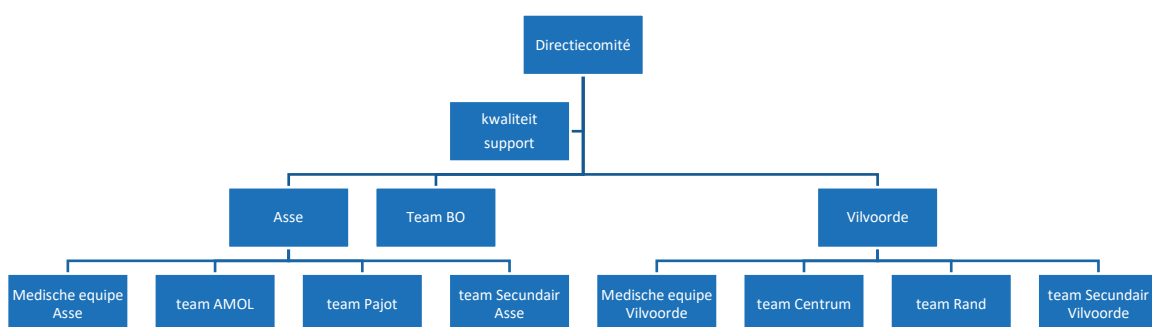 Directiecomité
kwaliteit
support
Asse
Team BO
Vilvoorde
Medische equipe
Asse
team AMOL
team Pajot
team Secundair
Asse
Medische equipe
Vilvoorde
team Centrum
team Rand
team Secundair
Vilvoorde